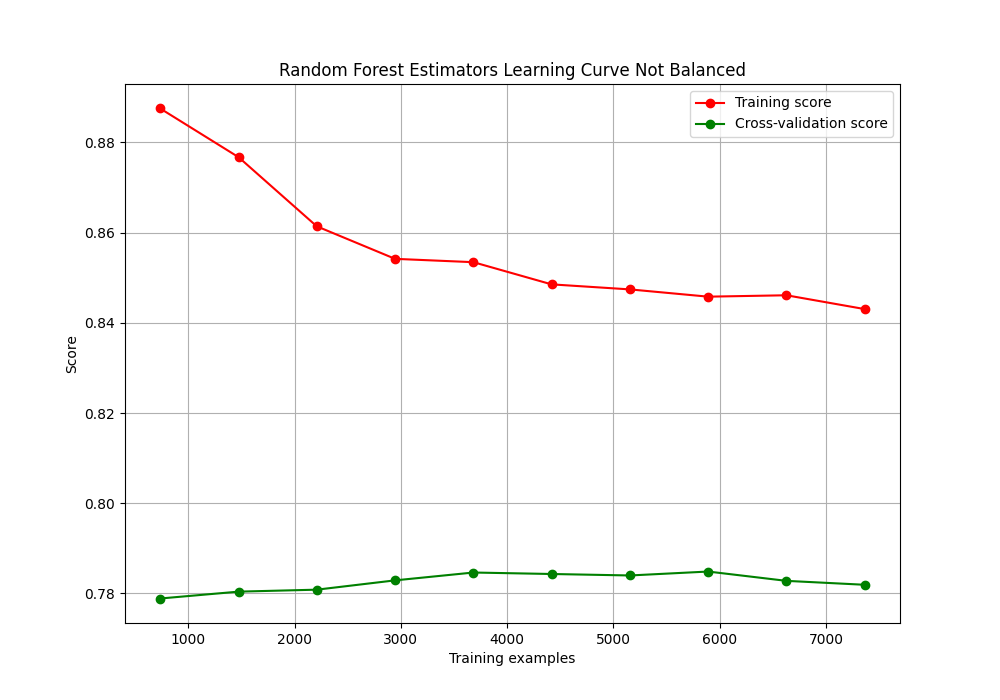 Random Forest Estimators Learning Curve Not Balanced
Training score
Cross-validation score
0.88
0.86
0.84
0.82
0.80
0.78
Score
1000 2000 3000 4000 5000 6000 7000
Training examples